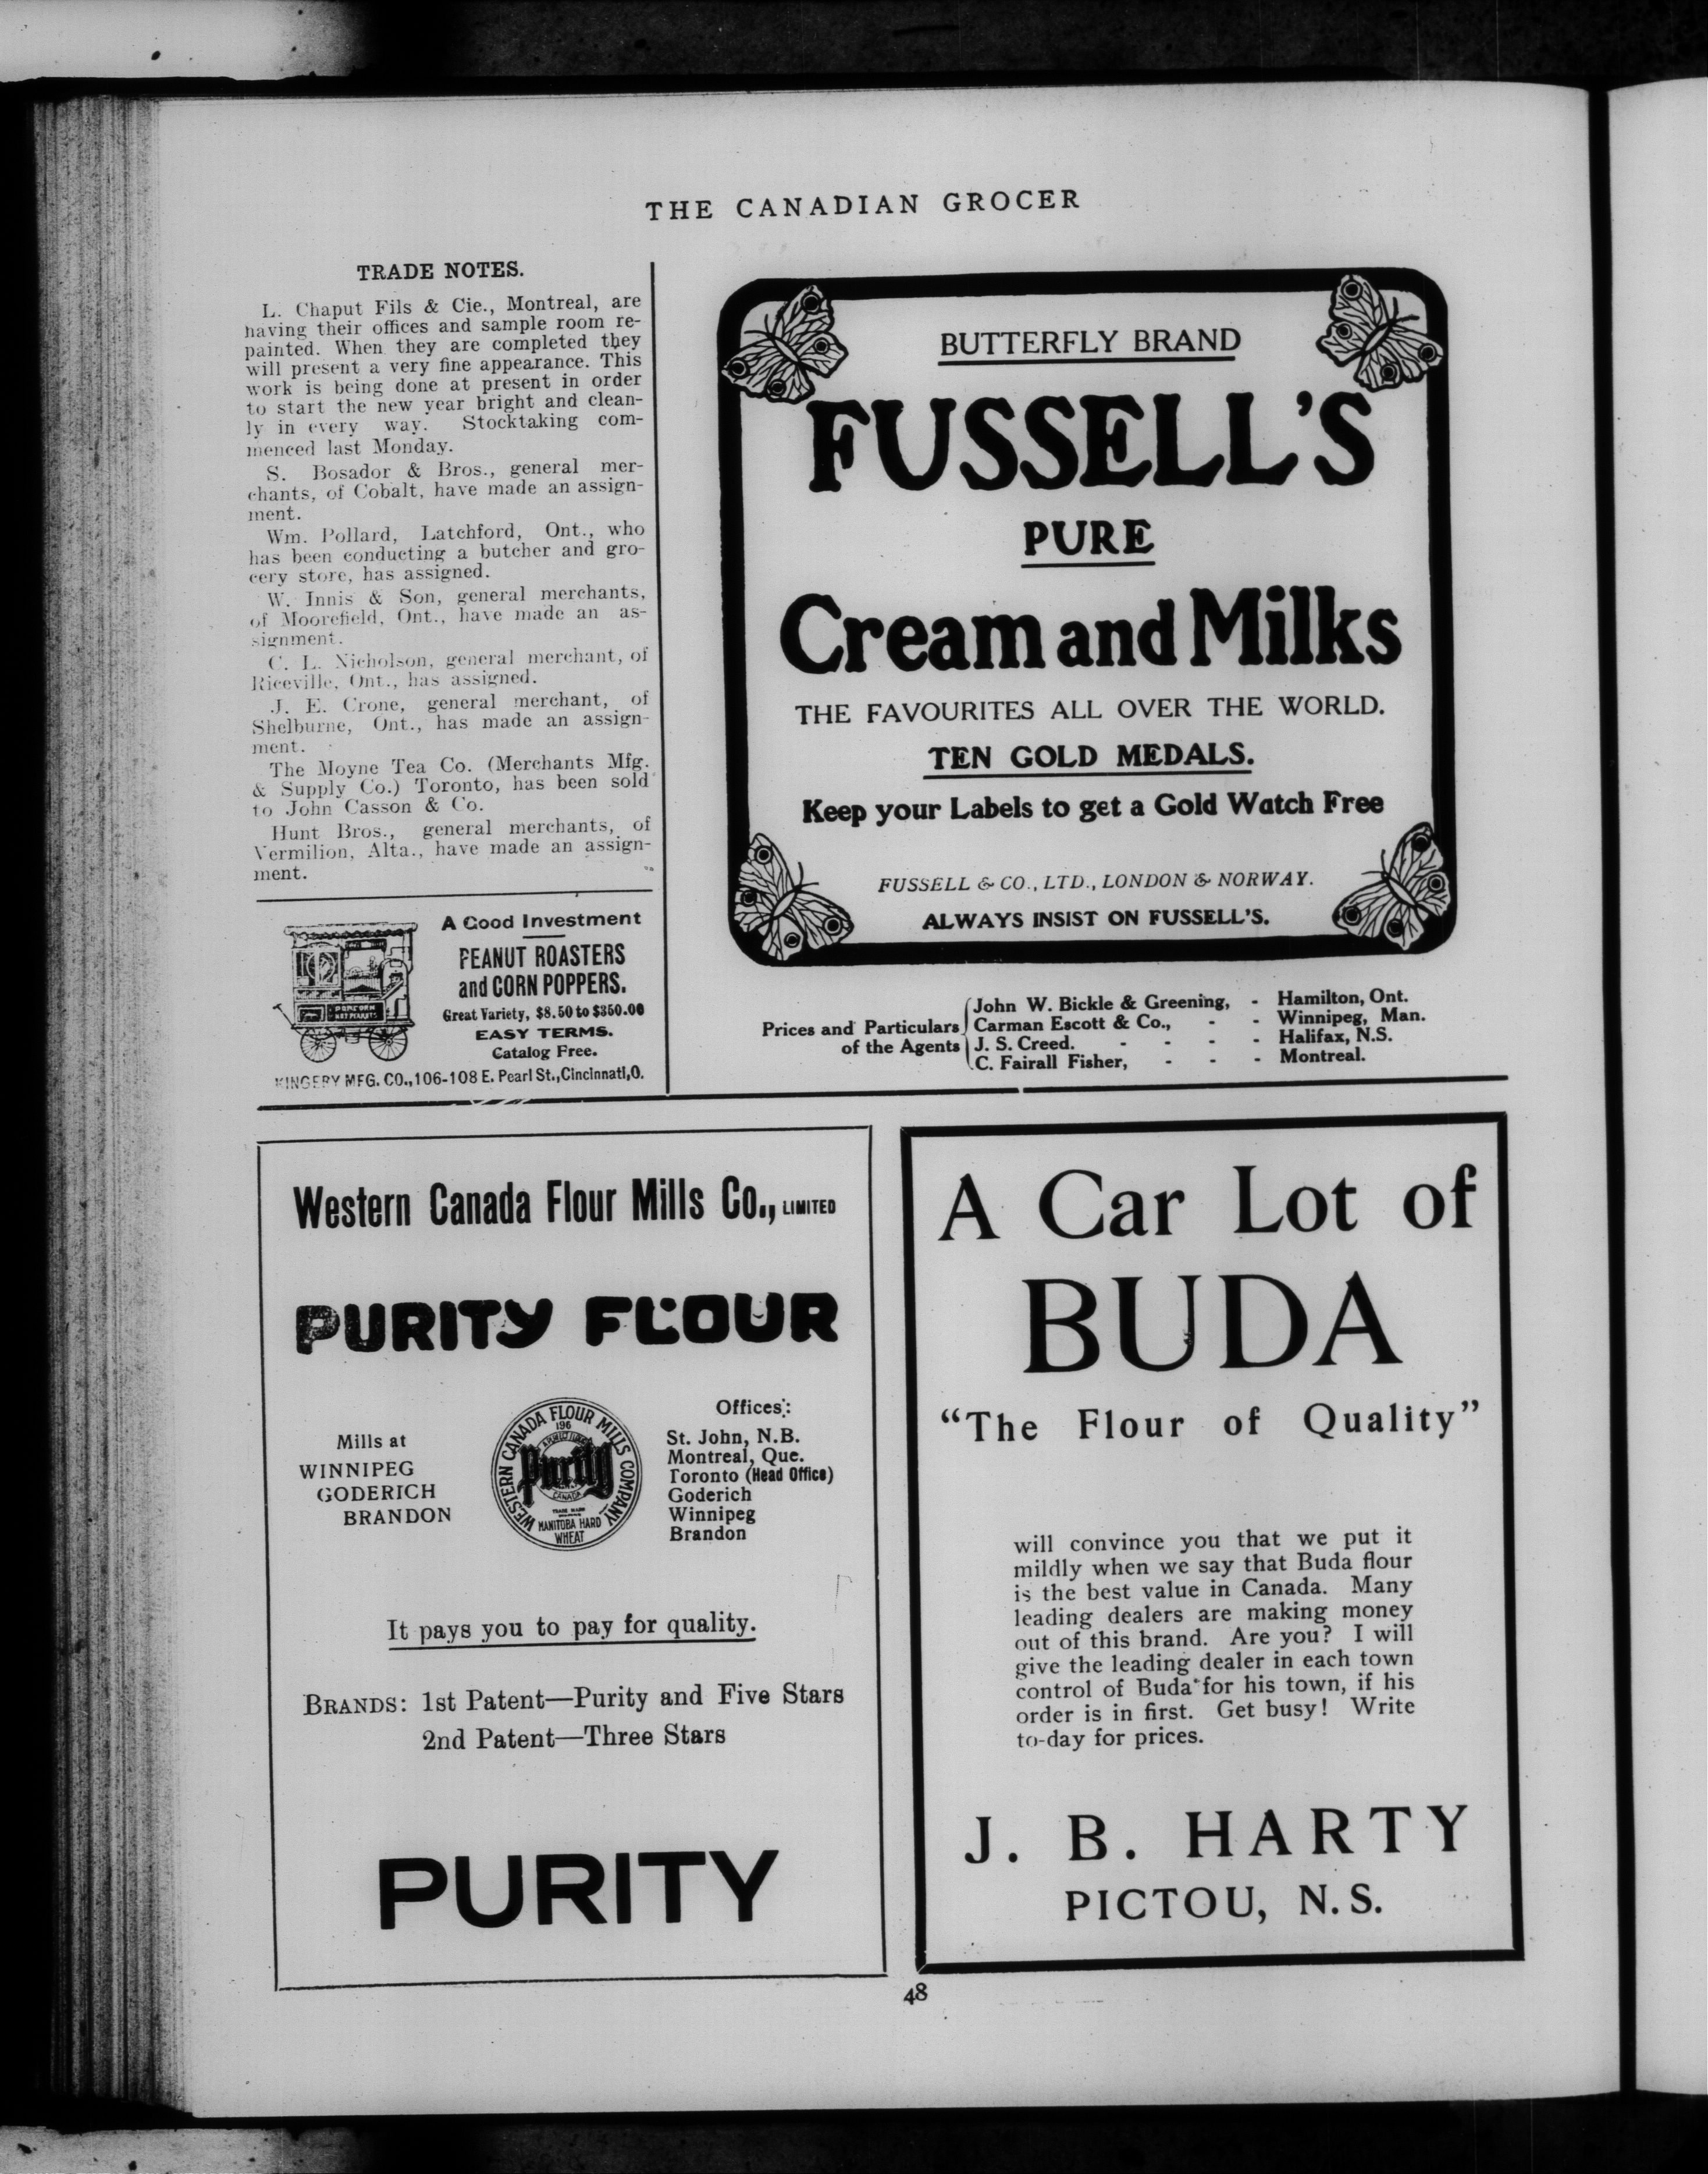 THE CANADIAN GROCER
TRADE NOTES.
L. Chaput Fils & Cie., Montreal, are
having their offices and sample room re-
painted. When they are completed they
will present a very fine appearance. This
work is being done at present in order
to start the new year bright and clean-
ly in every way. Stocktaking com-
menced last Monday.
S. Bosador & Bros., general mer-
chants, of Cobalt, have made an assign-
ment.
Wm. Pollard, Latchford, Ont., who
has been conducting a butcher and gro-
cery store, has assigned.
W. Innis & Son, general merchants,
of Moorefield, Ont., have made an as-
signment.
C. L. Nicholson, general merchant, of
Riceville, Ont., has assigned.
J. E. Crone, general merchant, of
Shelburne, Ont., has made an assign-
ment.
The Moyne Tea Co. (Merchants Mfg.
& Supply Co.) Toronto, has been sold
to John Casson & Co.
Hunt Bros., general merchants, of
Vermilion, Alta., have made an assign-
ment.
A Good Investment
PEANUT ROASTERS
and CORN POPPERS.
Great Variety, $8.50 to $350.00
EASY TERMS.
Catalog Free.
KINGERY MFG. CO., 106-108 E. Pearl St., Cincinnati, O.
BUTTERFLY BRAND
FUSSELL'S
PURE
Cream and Milks
THE FAVOURITES ALL OVER THE WORLD.
TEN GOLD MEDALS.
Keep your Labels to get a Gold Watch Free
FUSSELL & CO., LTD., LONDON & NORWAY.
ALWAYS INSIST ON FUSSELL'S.
Prices and Particulars
of the Agents
John W. Bickle & Greening, - Hamilton, Ont.
Carman Escott & Co., - - Winnipeg, Man.
J. S. Creed. - - - - Halifax, N.S.
C. Fairall Fisher, - - - Montreal.
Western Canada Flour Mills Co., LIMITED
PURITY FLOUR
Mills at
WINNIPEG
GODERICH
BRANDON
WESTERN CANADA FLOUR MILLS COMPANY
196
Purity
CANADA
TRADE MARK
MANITOBA HARD
WHEAT
Offices:
St. John, N.B.
Montreal, Que.
Toronto (Head Office)
Goderich
Winnipeg
Brandon
It pays you to pay for quality.
BRANDS: 1st Patent—Purity and Five Stars
2nd Patent—Three Stars
PURITY
A Car Lot of
BUDA
"The Flour of Quality"
will convince you that we put it
mildly when we say that Buda flour
is the best value in Canada. Many
leading dealers are making money
out of this brand. Are you? I will
give the leading dealer in each town
control of Buda for his town, if his
order is in first. Get busy! Write
to-day for prices.
J. B. HARTY
PICTOU, N.S.
48